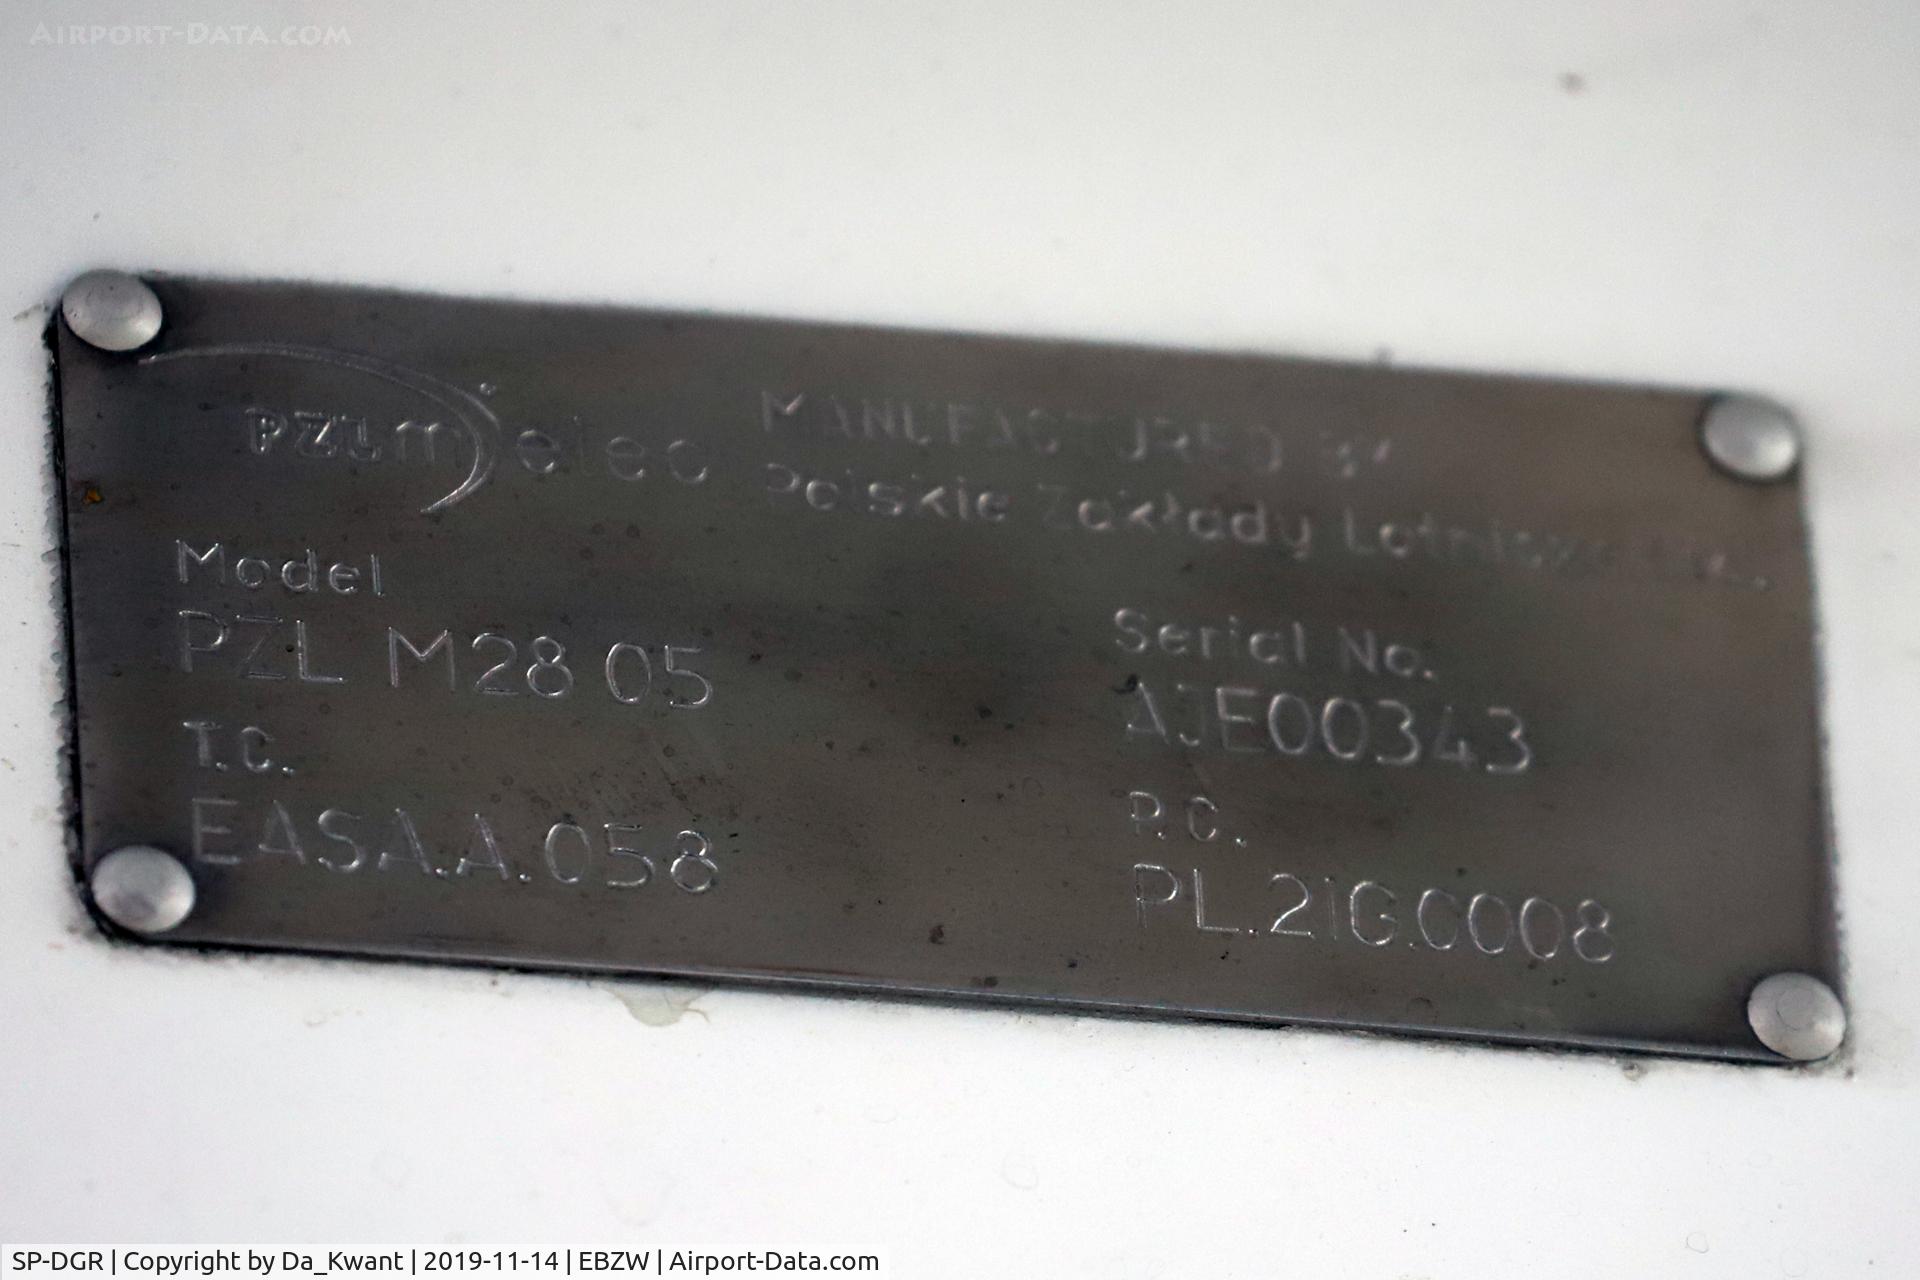 AIRPORT-DATA.COM
PZL mielec
MANUFACTURED BY
Polskie Zakłady Lotnicze
Model
PZL M28 05
Serial No.
AJE00343
T.C.
EASA.A.058
P.C.
PL.21G.0008
SP-DGR | Copyright by Da_Kwant | 2019-11-14 | EBZW | Airport-Data.com